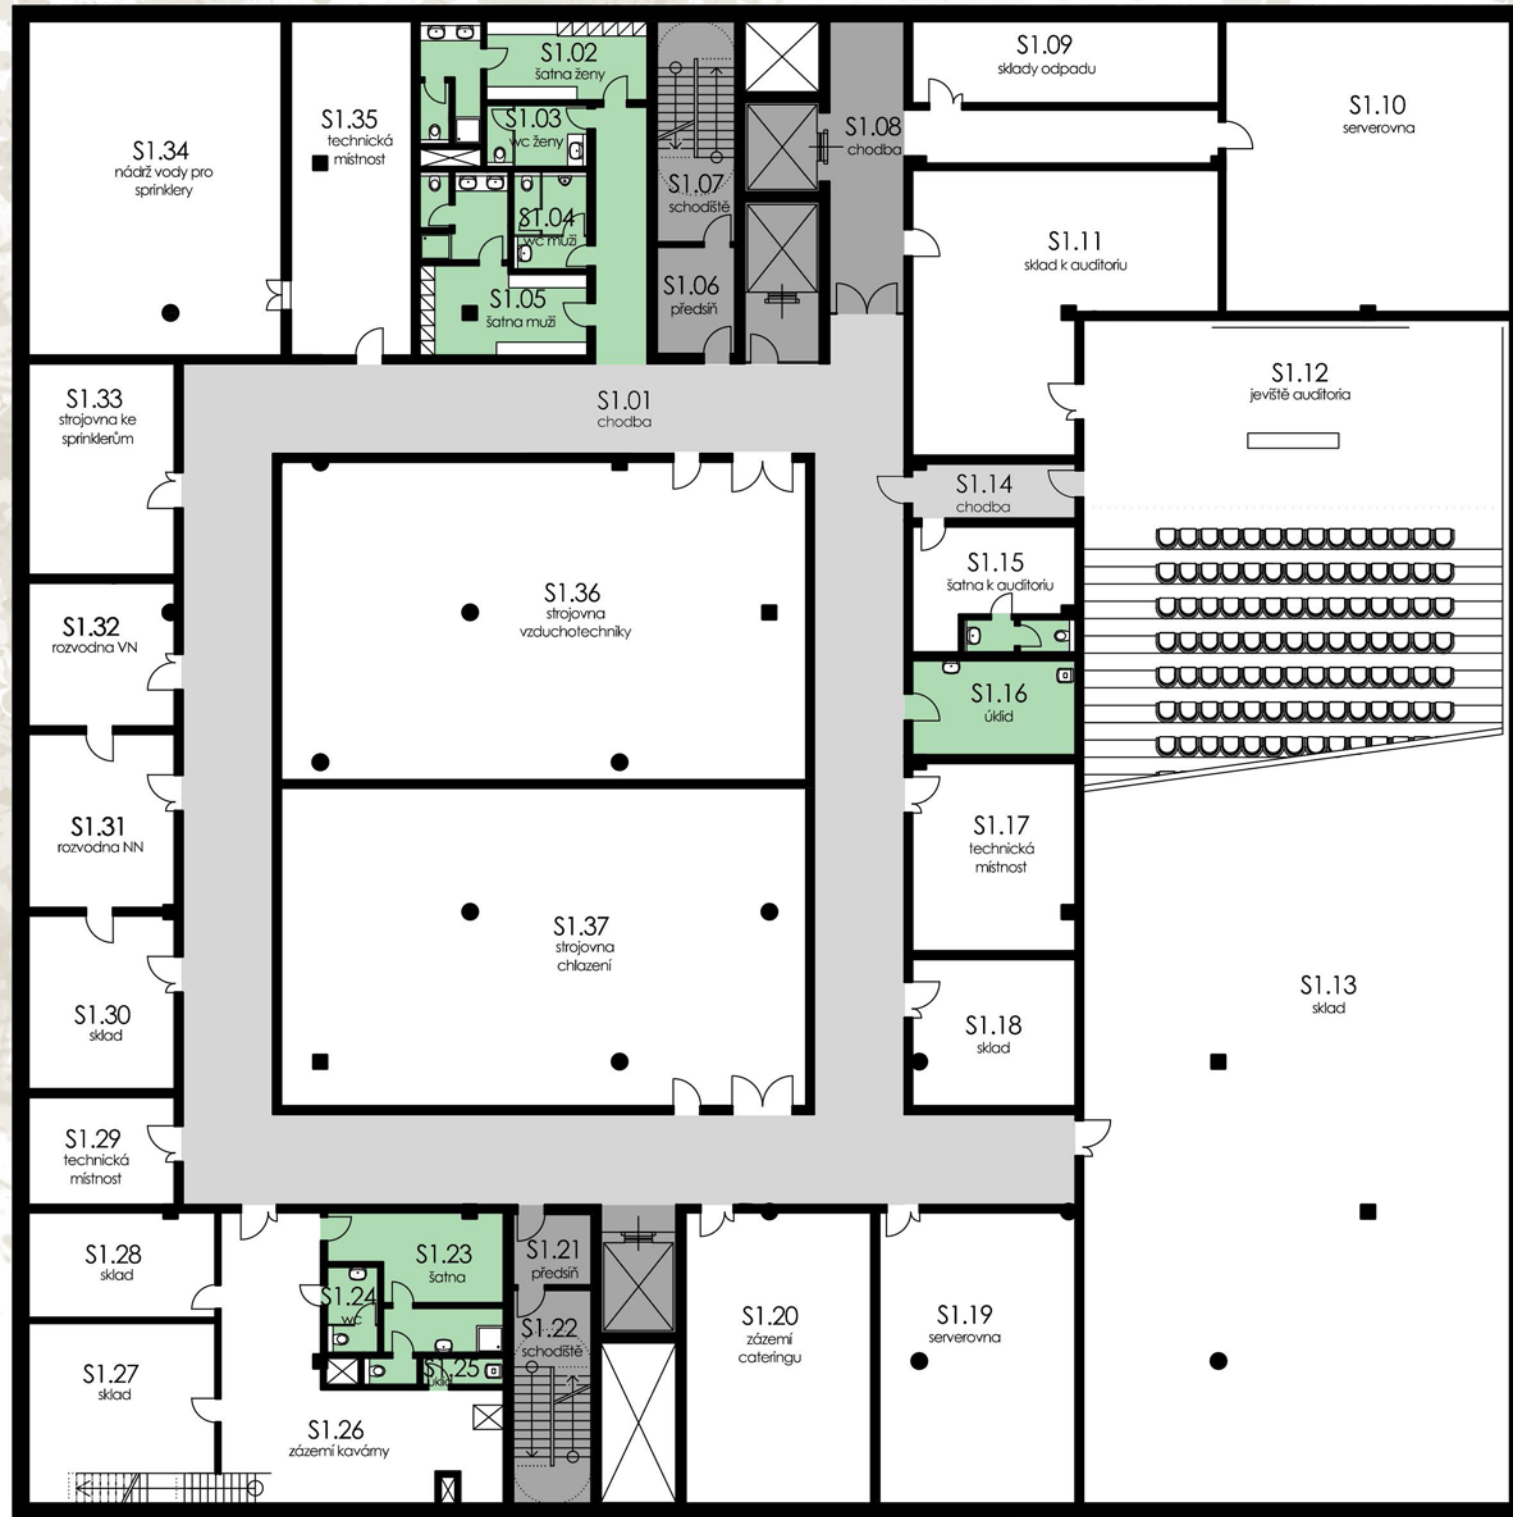 S1.02
šatna ženy
S1.09
sklady odpadu
S1.10
serverovna
S1.34
nádrž vody pro
sprinklery
S1.35
technická
místnost
S1.03
wc ženy
S1.08
chodba
S1.07
schodiště
S1.04
wc muži
S1.11
sklad k auditoriu
S1.05
šatna muži
S1.06
předsíň
S1.12
jeviště auditoria
S1.33
strojovna ke
sprinklerům
S1.01
chodba
S1.14
chodba
S1.15
šatna k auditoriu
S1.36
strojovna
vzduchotechniky
S1.32
rozvodna VN
S1.16
úklid
S1.31
rozvodna NN
S1.17
technická
místnost
S1.37
strojovna
chlazení
S1.13
sklad
S1.30
sklad
S1.18
sklad
S1.29
technická
místnost
S1.28
sklad
S1.23
šatna
S1.21
předsíň
S1.24
wc
S1.22
schodiště
S1.20
zázemí
cateringu
S1.19
serverovna
S1.27
sklad
S1.25
úklid
S1.26
zázemí kavárny